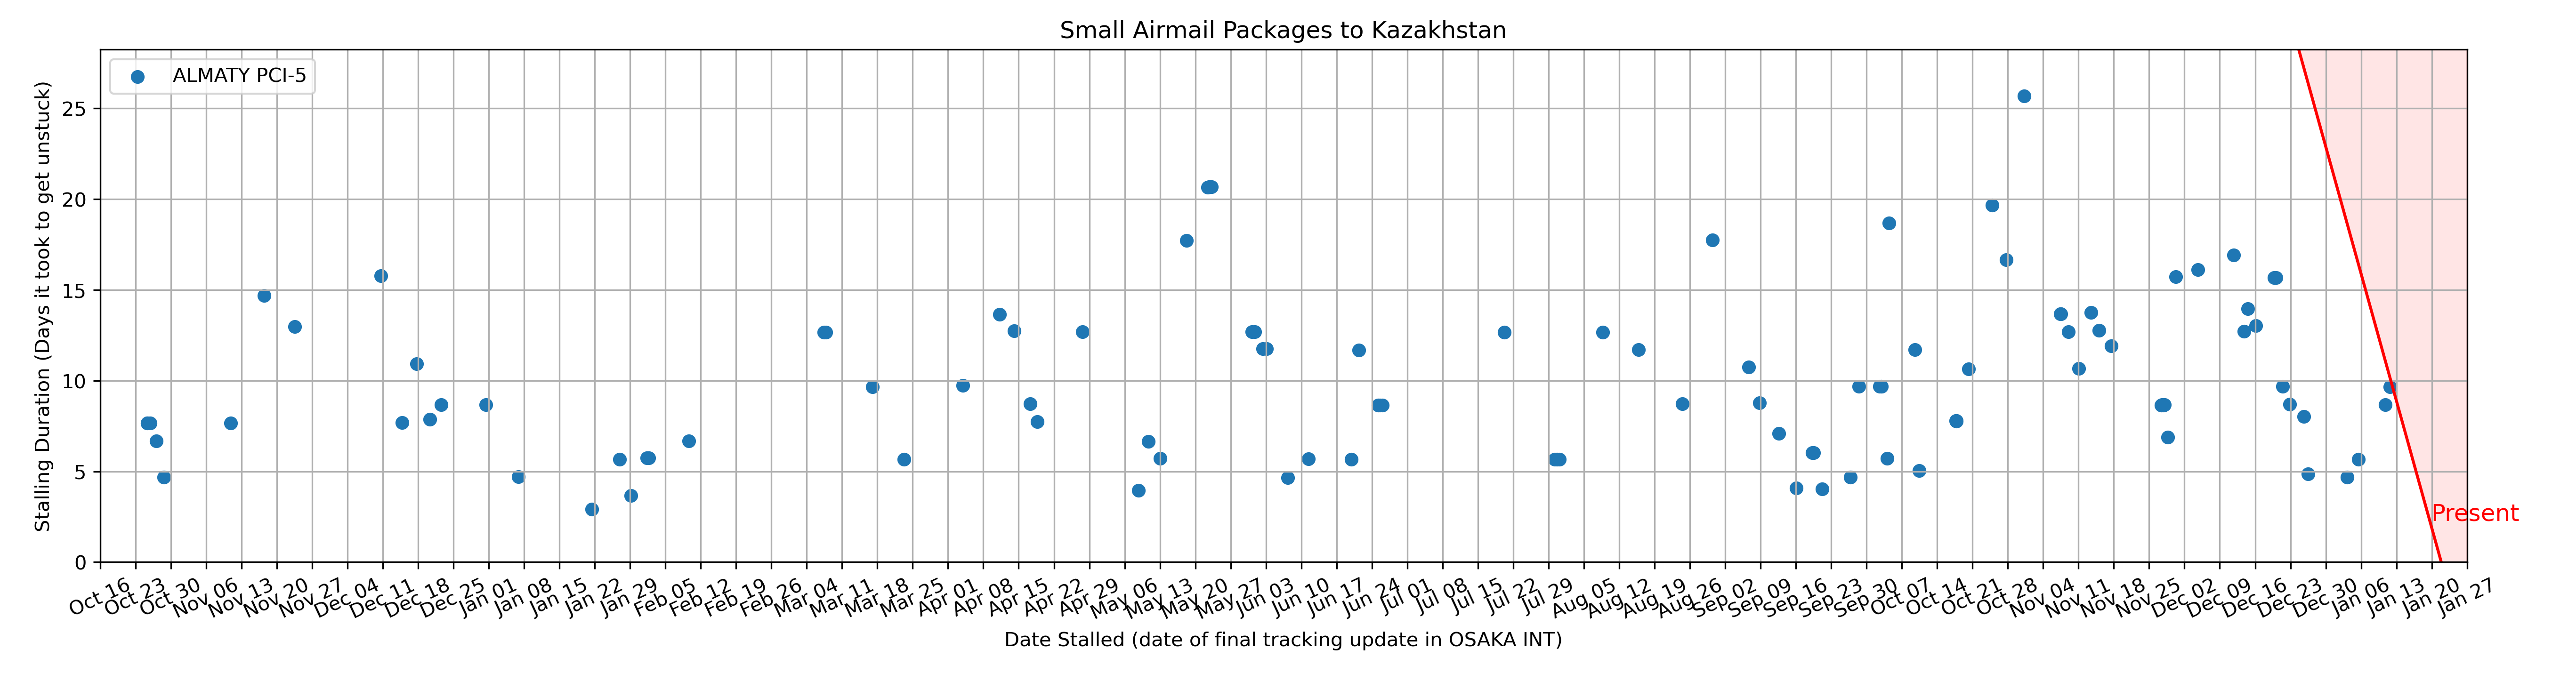 Small Airmail Packages to Kazakhstan
ALMATY PCI-5
Stalling Duration (Days it took to get unstuck)
25
20
15
10
5
0
Present
Oct 16 Oct 23 Oct 30 Nov 06 Nov 13 Nov 20 Nov 27 Dec 04 Dec 11 Dec 18 Dec 25 Jan 01 Jan 08 Jan 15 Jan 22 Jan 29 Feb 05 Feb 12 Feb 19 Feb 26 Mar 04 Mar 11 Mar 18 Mar 25 Apr 01 Apr 08 Apr 15 Apr 22 Apr 29 May 06 May 13 May 20 May 27 Jun 03 Jun 10 Jun 17 Jun 24 Jul 01 Jul 08 Jul 15 Jul 22 Jul 29 Aug 05 Aug 12 Aug 19 Aug 26 Sep 02 Sep 09 Sep 16 Sep 23 Sep 30 Oct 07 Oct 14 Oct 21 Oct 28 Nov 04 Nov 11 Nov 18 Nov 25 Dec 02 Dec 09 Dec 16 Dec 23 Dec 30 Jan 06 Jan 13 Jan 20 Jan 27
Date Stalled (date of final tracking update in OSAKA INT)